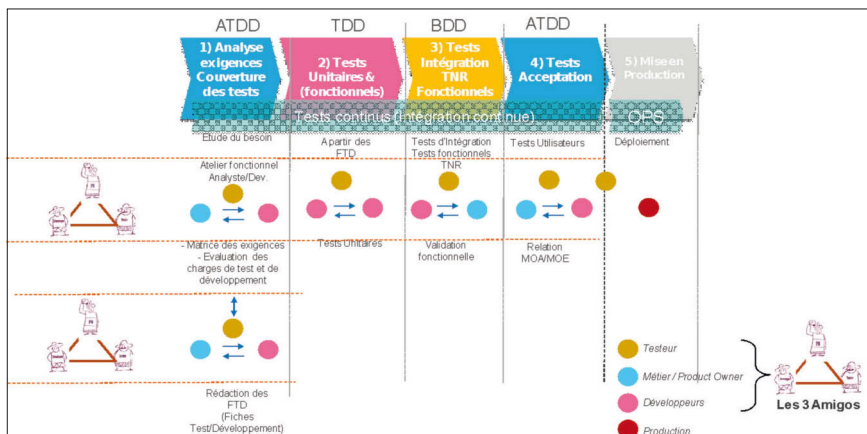 ATDD
TDD
BDD
ATDD
1) Analyse
exigences
Couverture
des tests
2) Tests
Unitaires &
(fonctionnels)
3) Tests
Intégration
TNR
Fonctionnels
4) Tests
Acceptation
5) Mise en
Production
Tests continus (intégration continue)
OPS
Etude du besoin
A partir des
FTD
Tests d'Intégration
Tests fonctionnels
TNR
Tests Utilisateurs
Déploiement
Atelier fonctionnel
Analyste/Dev.
- Matrice des exigences
- Evaluation des
charges de test et de
développement
Tests Unitaires
Validation
fonctionnelle
Relation
MOA/MOE
Rédaction des
FTD
(Fiches
Test/Développement)
Testeur
Métier / Product Owner
Développeurs
Production
Les 3 Amigos